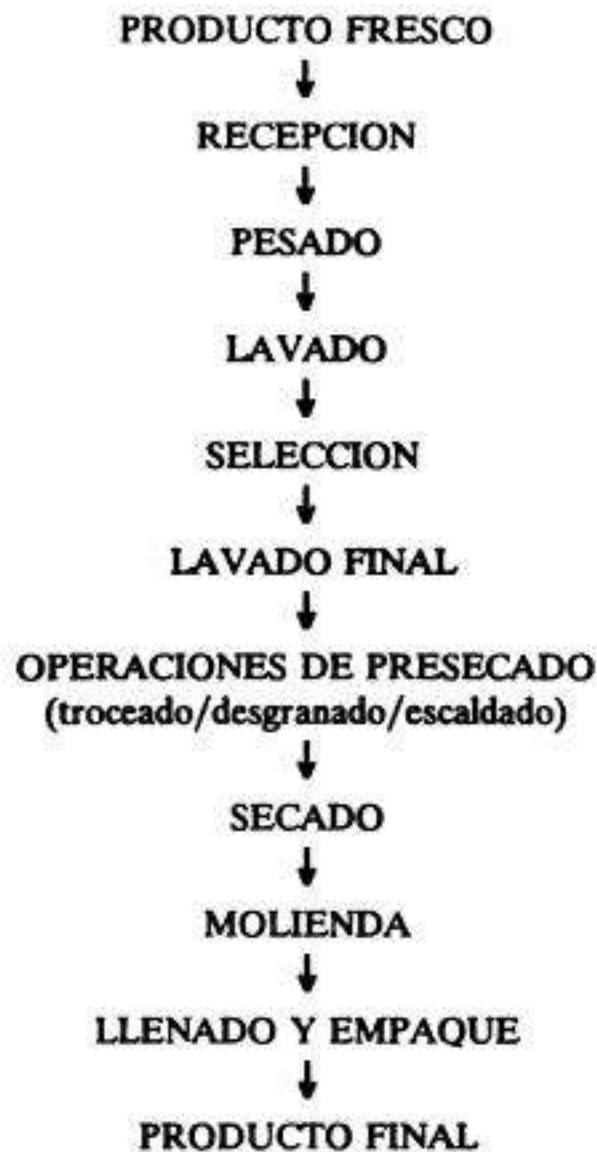 PRODUCTO FRESCO
RECEPCION
PESADO
LAVADO
SELECCION
LAVADO FINAL
OPERACIONES DE PRESECADO
(troceado/desgranado/escaldado)
SECADO
MOLIENDA
LLENADO Y EMPAQUE
PRODUCTO FINAL